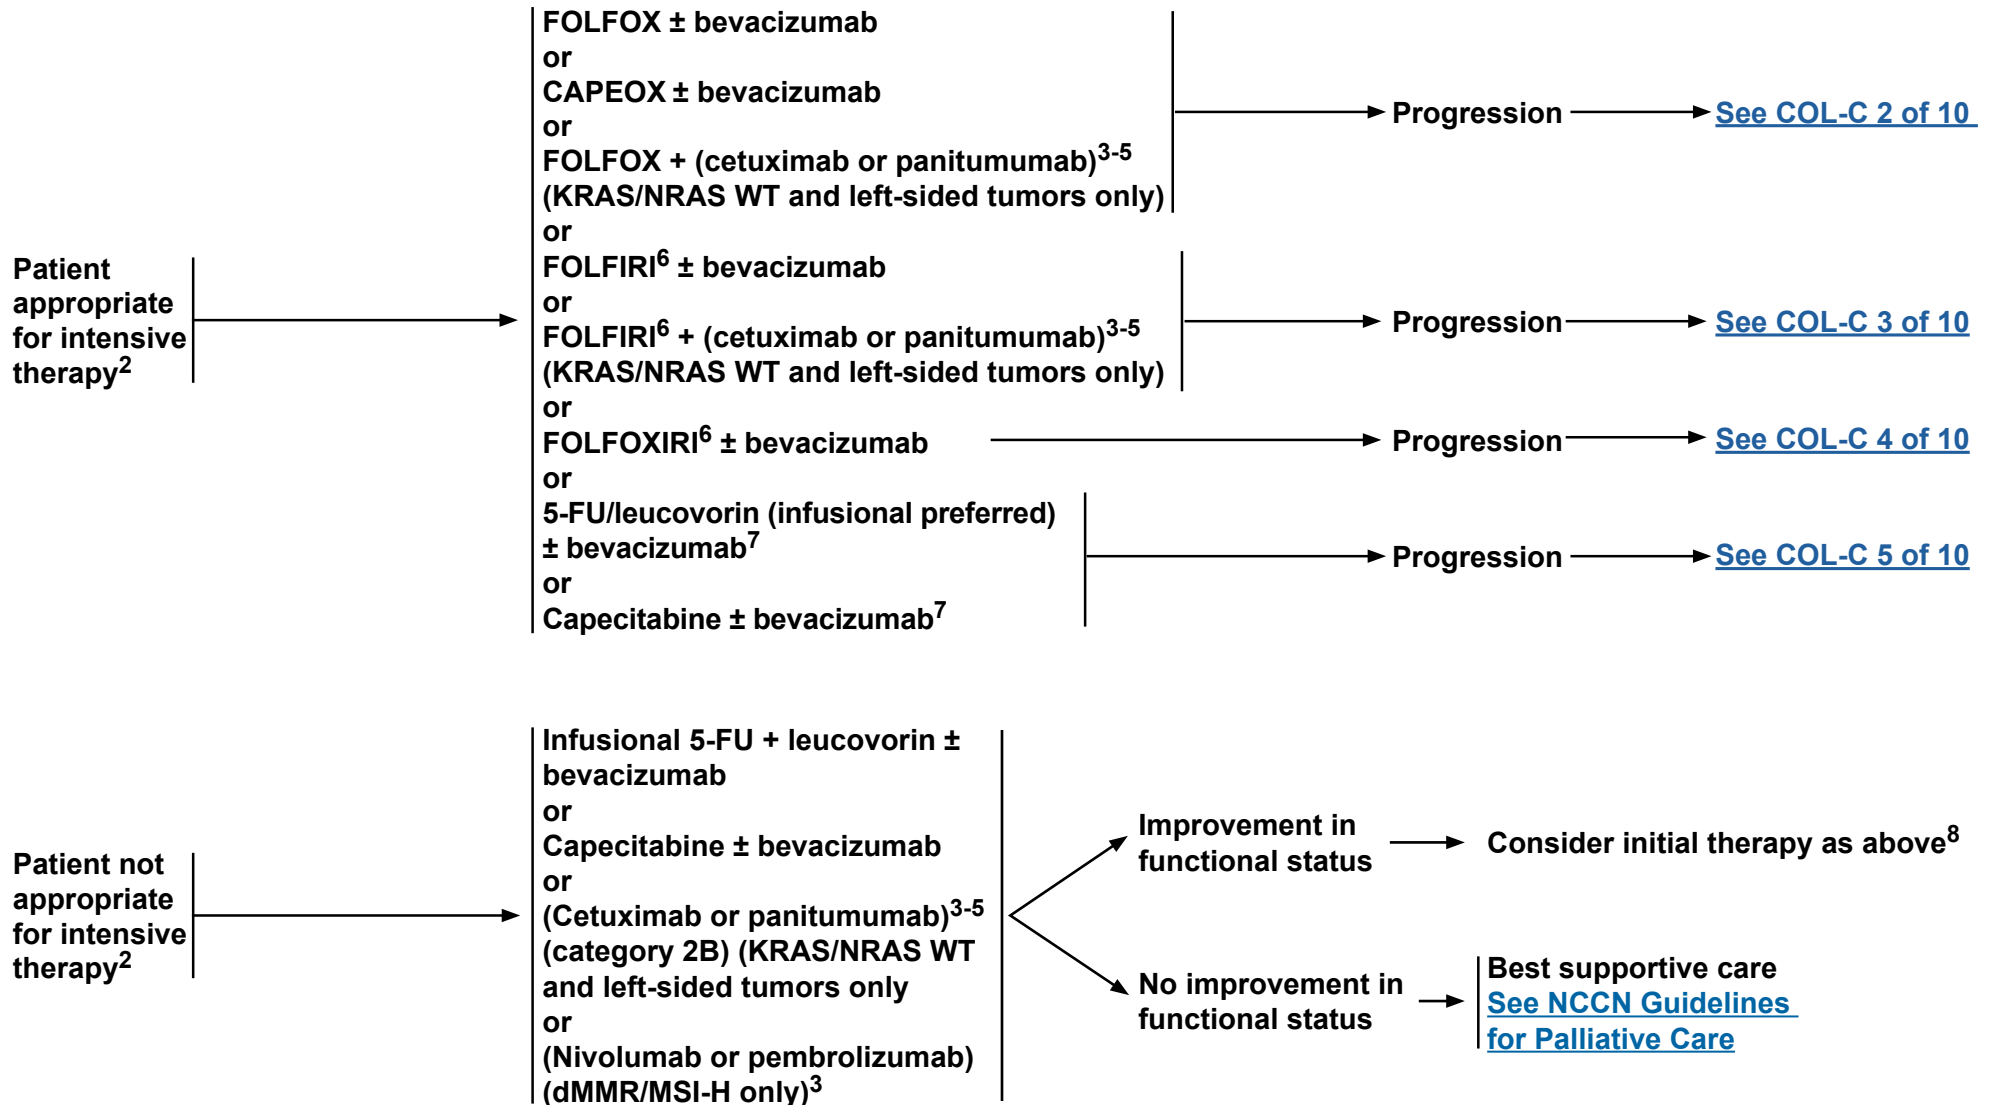 FOLFOX ± bevacizumab
or
CAPEOX ± bevacizumab
or
FOLFOX + (cetuximab or panitumumab)3-5
(KRAS/NRAS WT and left-sided tumors only)
or
FOLFIRI6 ± bevacizumab
or
FOLFIRI6 + (cetuximab or panitumumab)3-5
(KRAS/NRAS WT and left-sided tumors only)
or
FOLFOXIRI6 ± bevacizumab
or
5-FU/leucovorin (infusional preferred)
± bevacizumab7
or
Capecitabine ± bevacizumab7
Patient
appropriate
for intensive
therapy2
Progression
See COL-C 2 of 10
Progression
See COL-C 3 of 10
Progression
See COL-C 4 of 10
Progression
See COL-C 5 of 10
Patient not
appropriate
for intensive
therapy2
Infusional 5-FU + leucovorin ±
bevacizumab
or
Capecitabine ± bevacizumab
or
(Cetuximab or panitumumab)3-5
(category 2B) (KRAS/NRAS WT
and left-sided tumors only
or
(Nivolumab or pembrolizumab)
(dMMR/MSI-H only)3
Improvement in
functional status
Consider initial therapy as above8
No improvement in
functional status
Best supportive care
See NCCN Guidelines
for Palliative Care